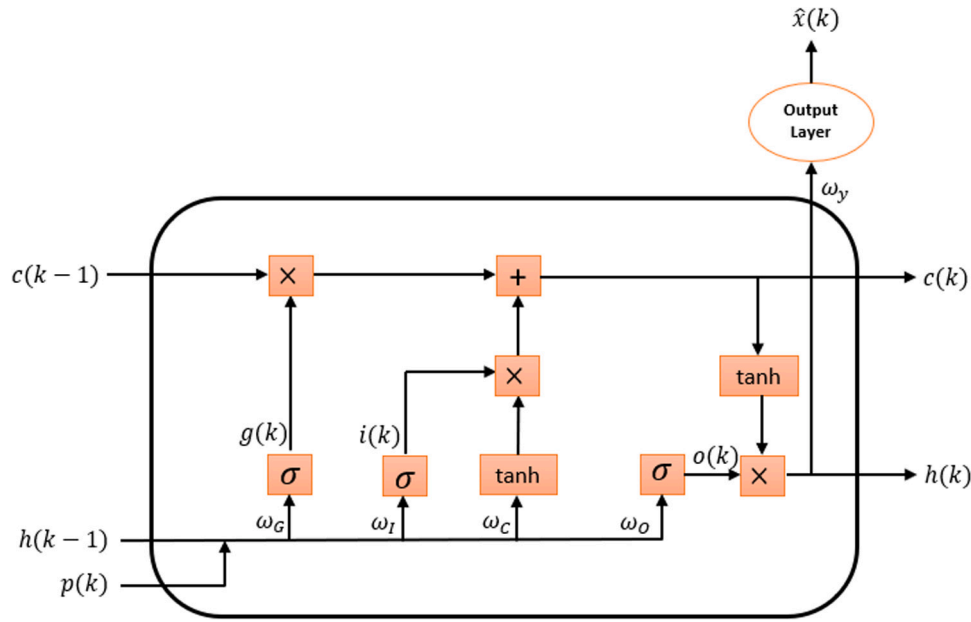 x̂(k)
Output
Layer
ω_y
c(k−1)
×
+
c(k)
×
tanh
g(k)
i(k)
σ
σ
tanh
σ
o(k)
×
h(k)
ω_G
ω_I
ω_C
ω_O
h(k−1)
p(k)